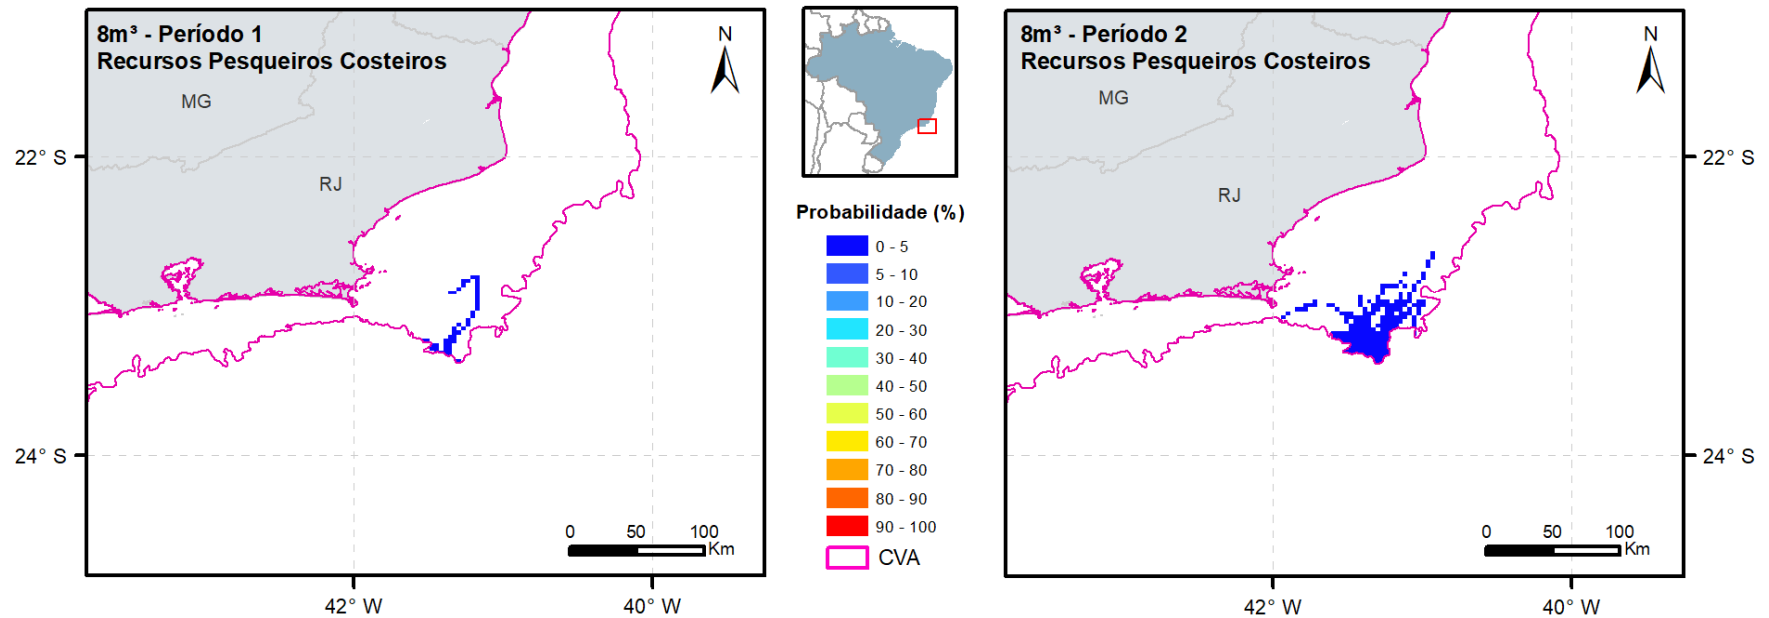 8m³ - Período 1
Recursos Pesqueiros Costeiros
N
MG
RJ
22° S
24° S
0 50 100
Km
42° W 40° W
Probabilidade (%)
0 - 5
5 - 10
10 - 20
20 - 30
30 - 40
40 - 50
50 - 60
60 - 70
70 - 80
80 - 90
90 - 100
CVA
8m³ - Período 2
Recursos Pesqueiros Costeiros
N
MG
RJ
22° S
24° S
0 50 100
Km
42° W 40° W